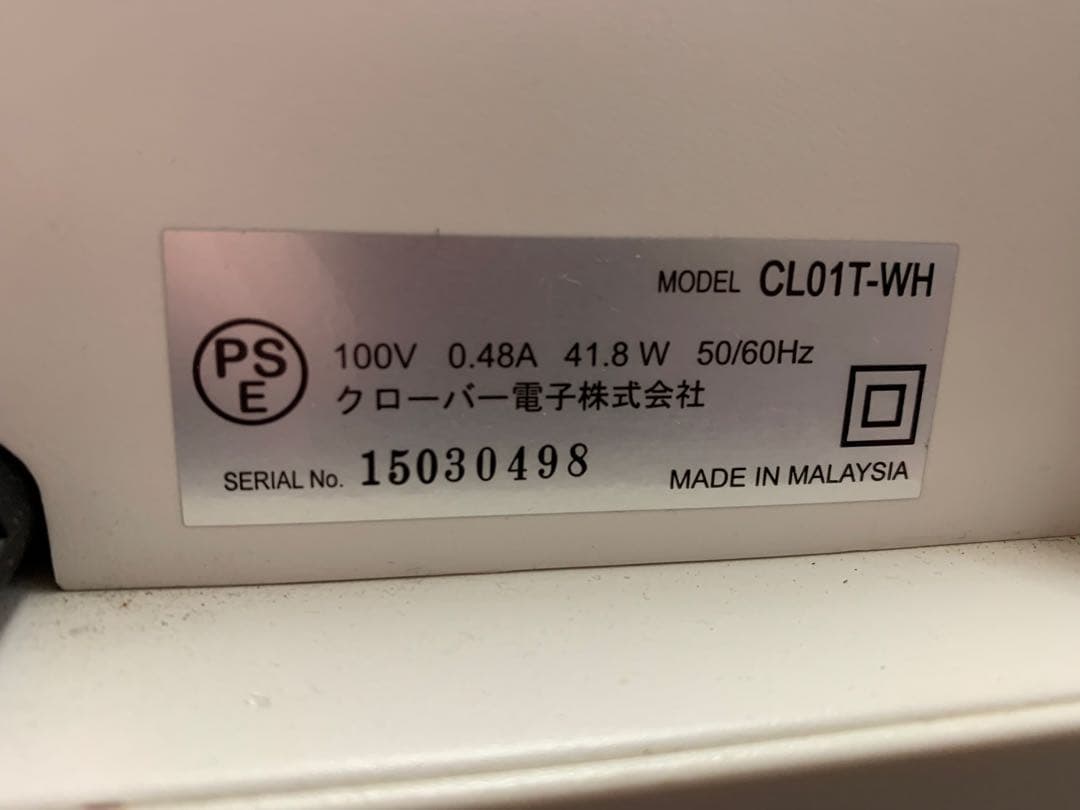 MODEL CL01T-WH
PS
E
100V 0.48A 41.8 W 50/60Hz
クローバー電子株式会社
SERIAL No. 15030498
MADE IN MALAYSIA